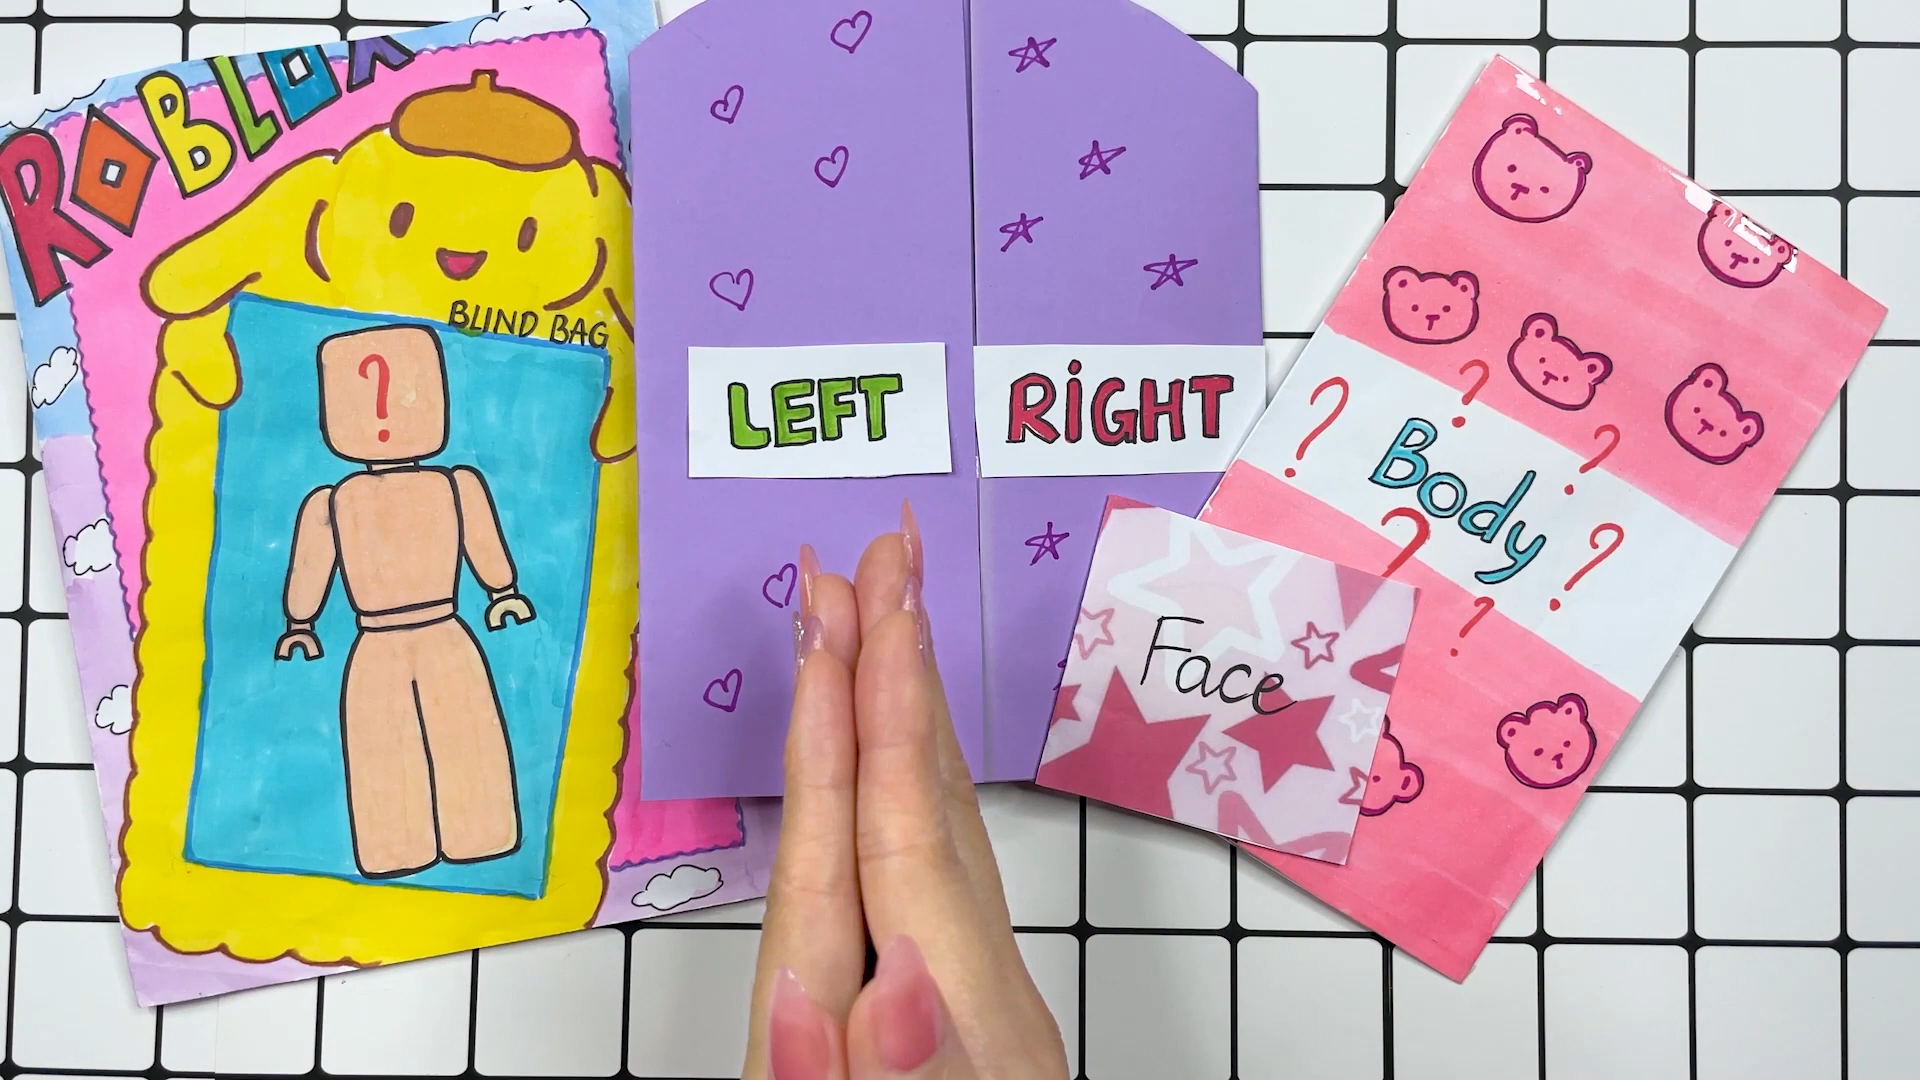 ROBLOX
BLIND BAG
?
LEFT
RIGHT
? ? ?
Body
? ?
?
Face